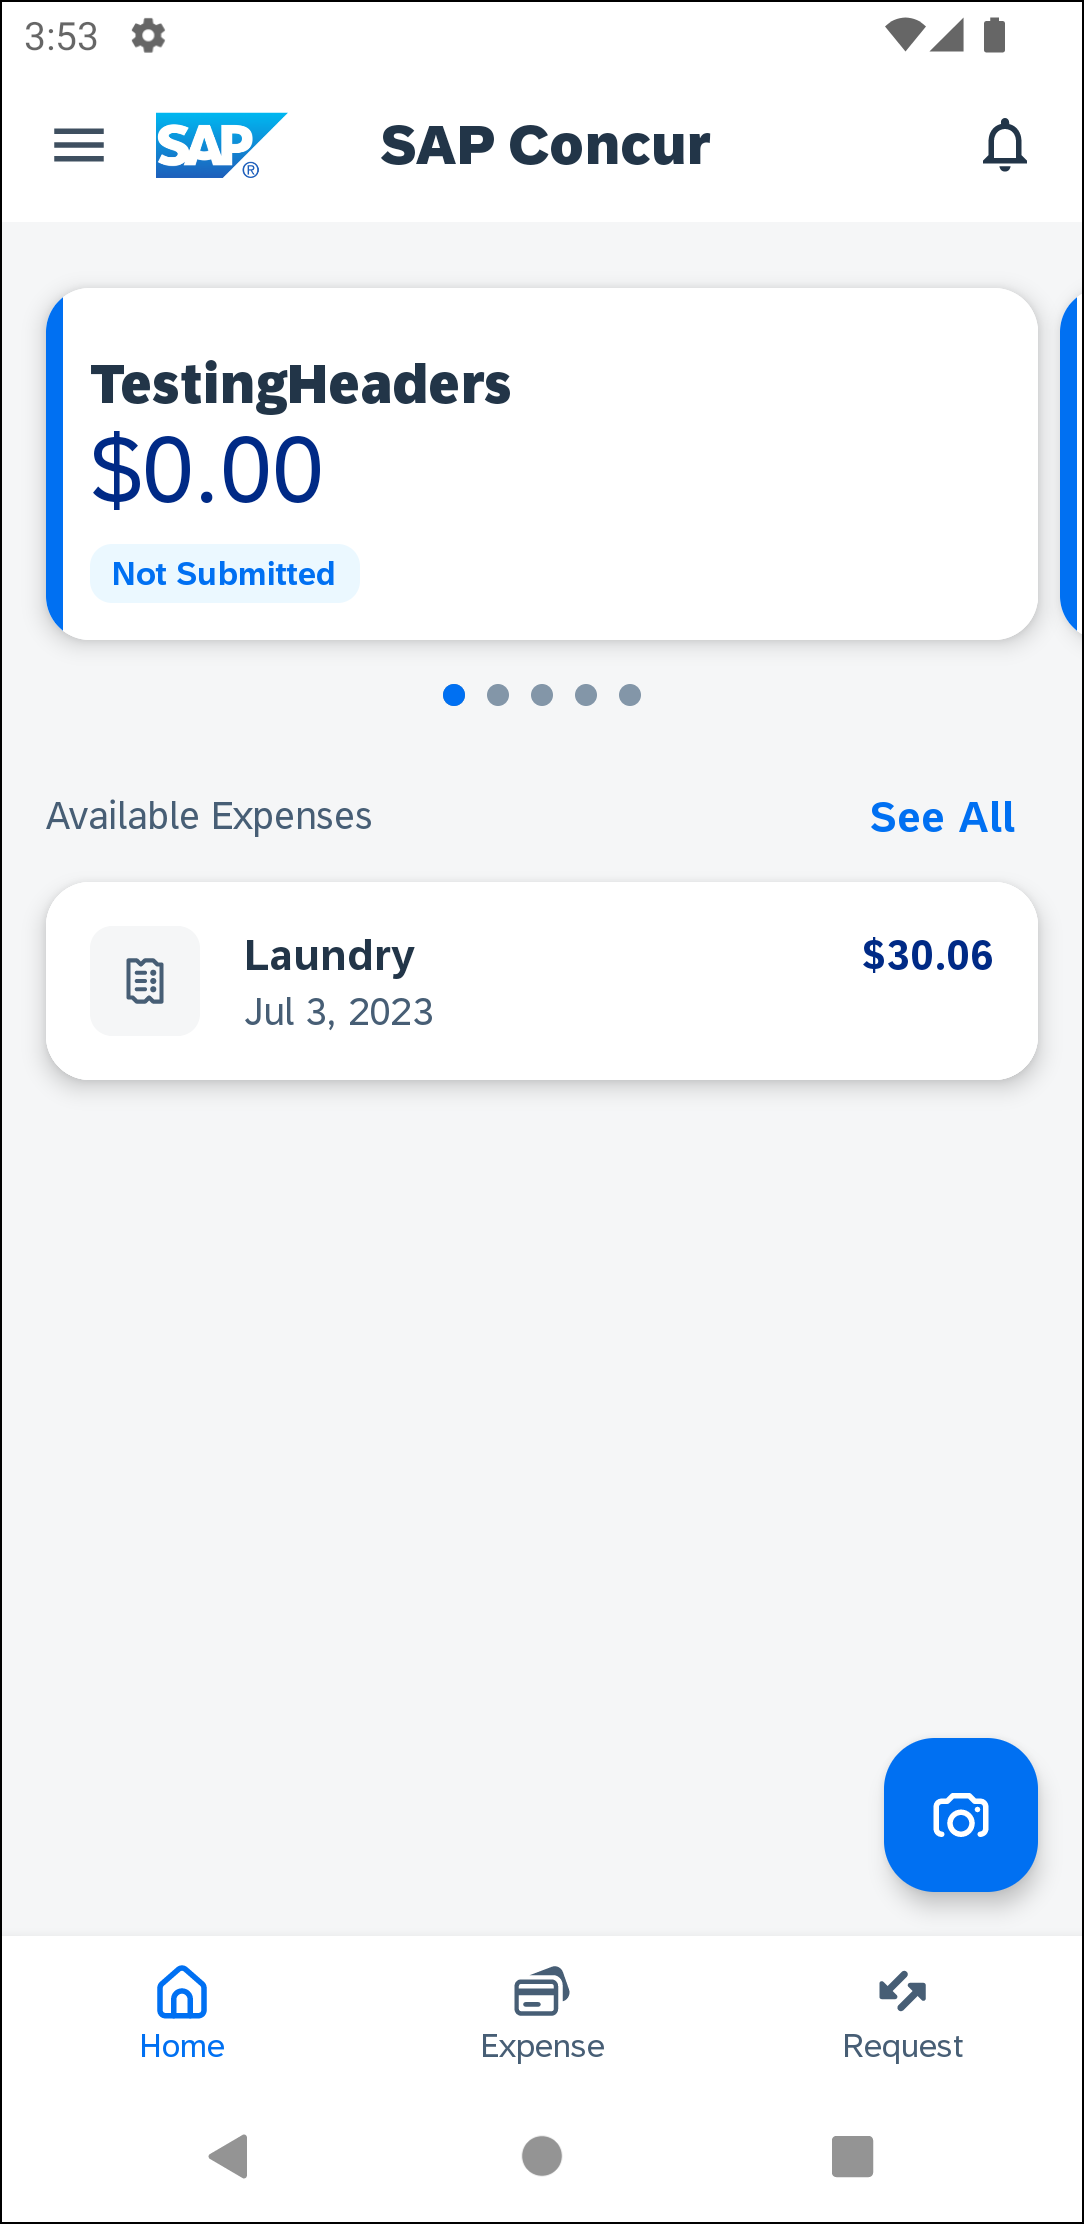 3:53
SAP ®
SAP Concur
TestingHeaders
$0.00
Not Submitted
Available Expenses
See All
Laundry
$30.06
Jul 3, 2023
Home
Expense
Request